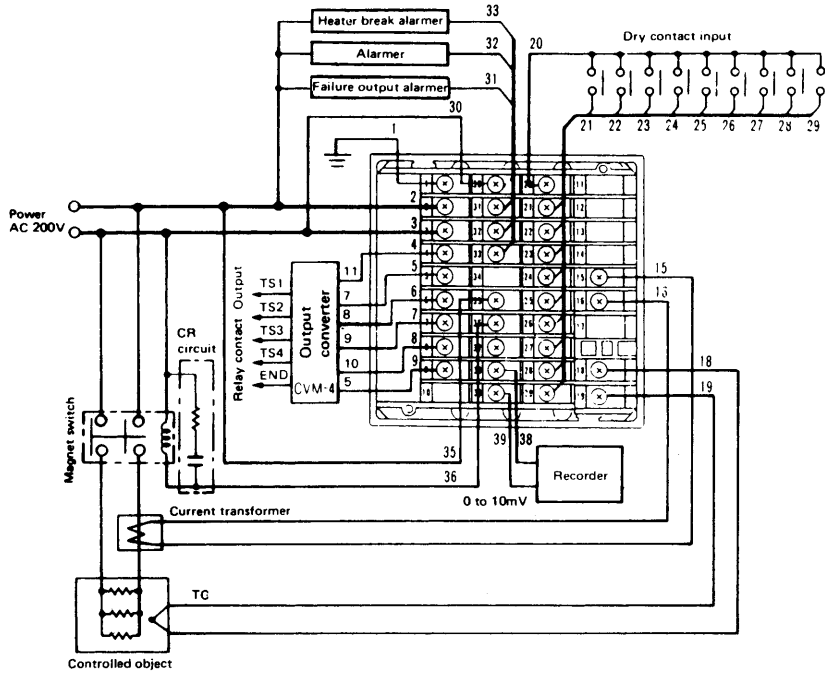 33
Heater break alarmer
32
20
Dry contact input
Alarmer
31
Failure output alarmer
30
1
21 22 23 24 25 26 27 28 29
Power
AC 200V
2
3
4
5
6
7
8
9
11
7
8
9
10
5
TS1
TS2
TS3
TS4
END
Relay contact Output
Output converter
CVM-4
CR
circuit
15
16
18
19
Magnet switch
35
36
39 38
Recorder
0 to 10mV
Current transformer
TC
Controlled object